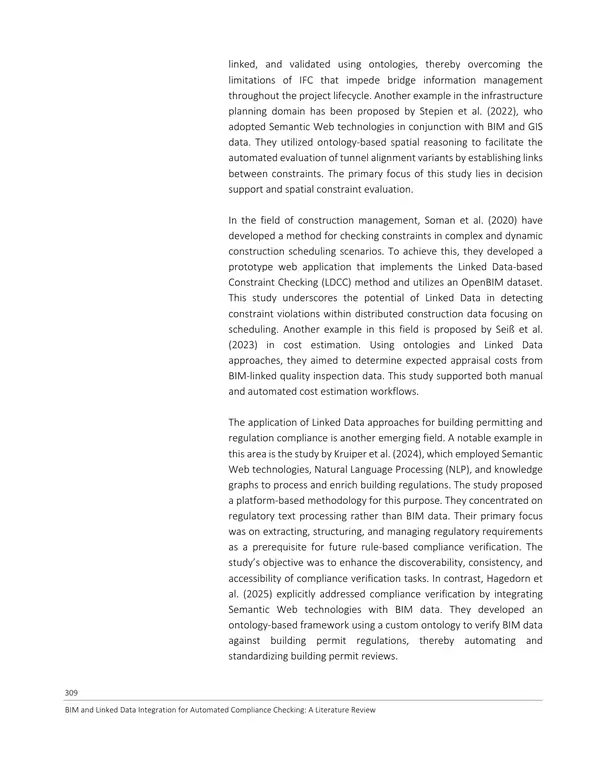 linked, and validated using ontologies, thereby overcoming the
limitations of IFC that impede bridge information management
throughout the project lifecycle. Another example in the infrastructure
planning domain has been proposed by Stepien et al. (2022), who
adopted Semantic Web technologies in conjunction with BIM and GIS
data. They utilized ontology-based spatial reasoning to facilitate the
automated evaluation of tunnel alignment variants by establishing links
between constraints. The primary focus of this study lies in decision
support and spatial constraint evaluation.
In the field of construction management, Soman et al. (2020) have
developed a method for checking constraints in complex and dynamic
construction scheduling scenarios. To achieve this, they developed a
prototype web application that implements the Linked Data-based
Constraint Checking (LDCC) method and utilizes an OpenBIM dataset.
This study underscores the potential of Linked Data in detecting
constraint violations within distributed construction data focusing on
scheduling. Another example in this field is proposed by Seiß et al.
(2023) in cost estimation. Using ontologies and Linked Data
approaches, they aimed to determine expected appraisal costs from
BIM-linked quality inspection data. This study supported both manual
and automated cost estimation workflows.
The application of Linked Data approaches for building permitting and
regulation compliance is another emerging field. A notable example in
this area is the study by Kruiper et al. (2024), which employed Semantic
Web technologies, Natural Language Processing (NLP), and knowledge
graphs to process and enrich building regulations. The study proposed
a platform-based methodology for this purpose. They concentrated on
regulatory text processing rather than BIM data. Their primary focus
was on extracting, structuring, and managing regulatory requirements
as a prerequisite for future rule-based compliance verification. The
study's objective was to enhance the discoverability, consistency, and
accessibility of compliance verification tasks. In contrast, Hagedorn et
al. (2025) explicitly addressed compliance verification by integrating
Semantic Web technologies with BIM data. They developed an
ontology-based framework using a custom ontology to verify BIM data
against building permit regulations, thereby automating and
standardizing building permit reviews.
309
BIM and Linked Data Integration for Automated Compliance Checking: A Literature Review